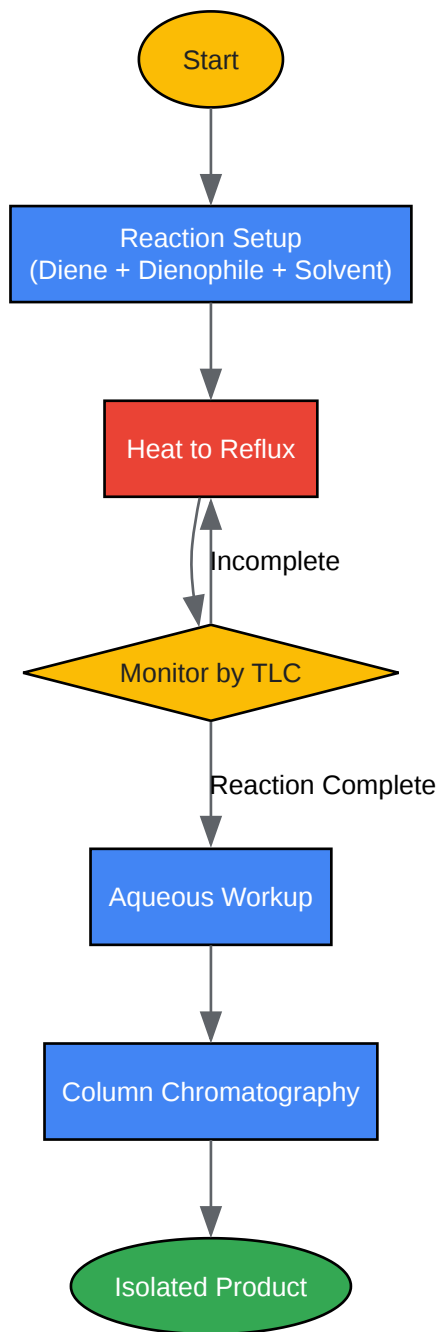 Start
Reaction Setup
(Diene + Dienophile + Solvent)
Heat to Reflux
Incomplete
Monitor by TLC
Reaction Complete
Aqueous Workup
Column Chromatography
Isolated Product